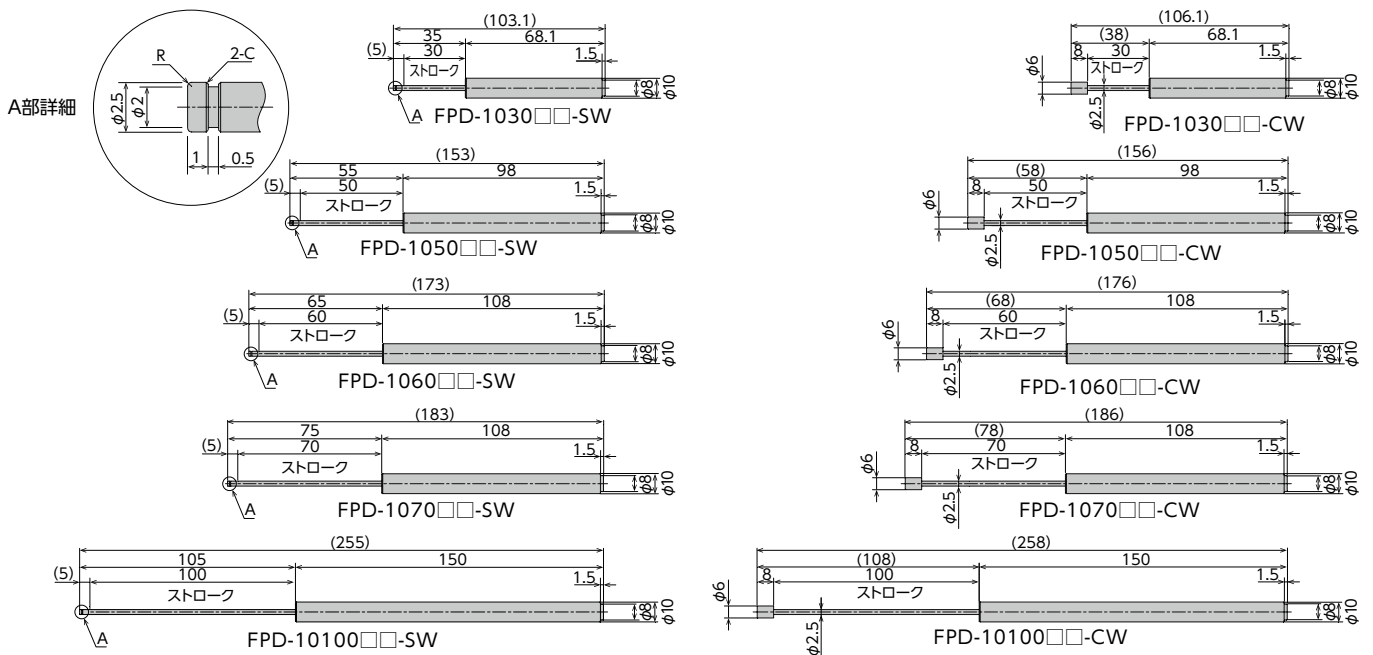 A部詳細
R
2-C
φ2.5
φ2
1
0.5
(103.1)
35
68.1
(5)
30
1.5
ストローク
φ8
φ10
A
FPD-1030□□-SW
(106.1)
(38)
68.1
8
30
1.5
ストローク
φ6
φ2.5
φ8
φ10
FPD-1030□□-CW
(153)
55
98
(5)
50
1.5
ストローク
φ8
φ10
A
FPD-1050□□-SW
(156)
(58)
98
8
50
1.5
ストローク
φ6
φ2.5
φ8
φ10
FPD-1050□□-CW
(173)
65
108
(5)
60
1.5
ストローク
φ8
φ10
A
FPD-1060□□-SW
(176)
(68)
108
8
60
1.5
ストローク
φ6
φ2.5
φ8
φ10
FPD-1060□□-CW
(183)
75
108
(5)
70
1.5
ストローク
φ8
φ10
A
FPD-1070□□-SW
(186)
(78)
108
8
70
1.5
ストローク
φ6
φ2.5
φ8
φ10
FPD-1070□□-CW
(255)
105
150
(5)
100
1.5
ストローク
φ8
φ10
A
FPD-10100□□-SW
(258)
(108)
150
8
100
1.5
ストローク
φ6
φ2.5
φ8
φ10
FPD-10100□□-CW